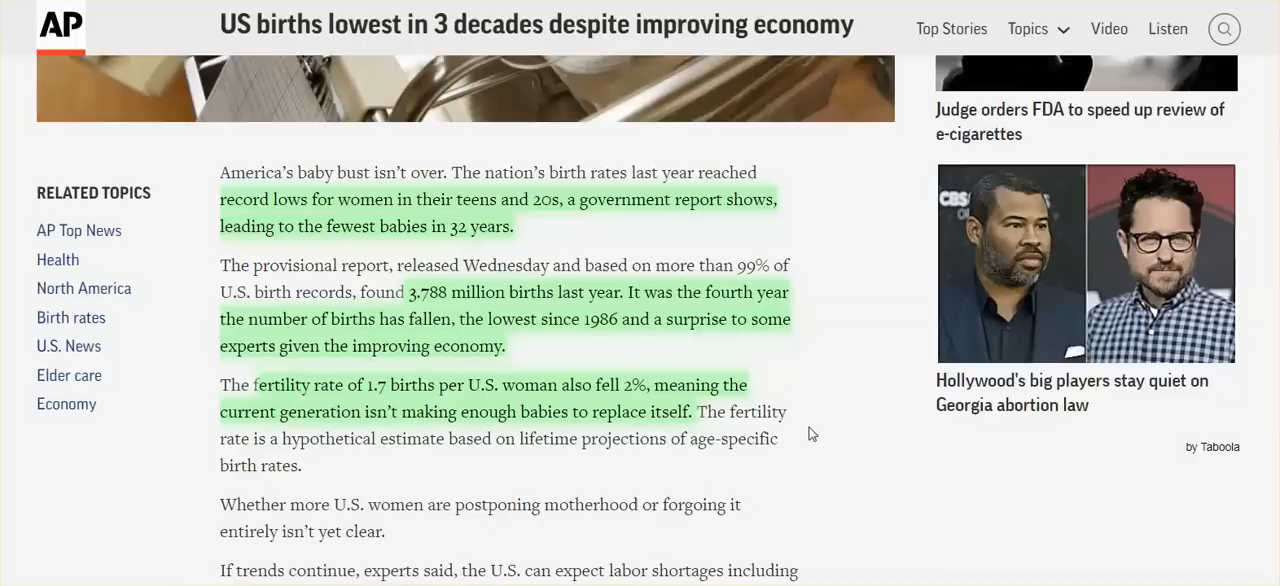 AP
US births lowest in 3 decades despite improving economy
Top Stories
Topics
Video
Listen
RELATED TOPICS
AP Top News
Health
North America
Birth rates
U.S. News
Elder care
Economy
America's baby bust isn't over. The nation's birth rates last year reached
record lows for women in their teens and 20s, a government report shows,
leading to the fewest babies in 32 years.
The provisional report, released Wednesday and based on more than 99% of
U.S. birth records, found 3.788 million births last year. It was the fourth year
the number of births has fallen, the lowest since 1986 and a surprise to some
experts given the improving economy.
The fertility rate of 1.7 births per U.S. woman also fell 2%, meaning the
current generation isn't making enough babies to replace itself. The fertility
rate is a hypothetical estimate based on lifetime projections of age-specific
birth rates.
Whether more U.S. women are postponing motherhood or forgoing it
entirely isn't yet clear.
If trends continue, experts said, the U.S. can expect labor shortages including
Judge orders FDA to speed up review of
e-cigarettes
CBS
Hollywood's big players stay quiet on
Georgia abortion law
by Taboola